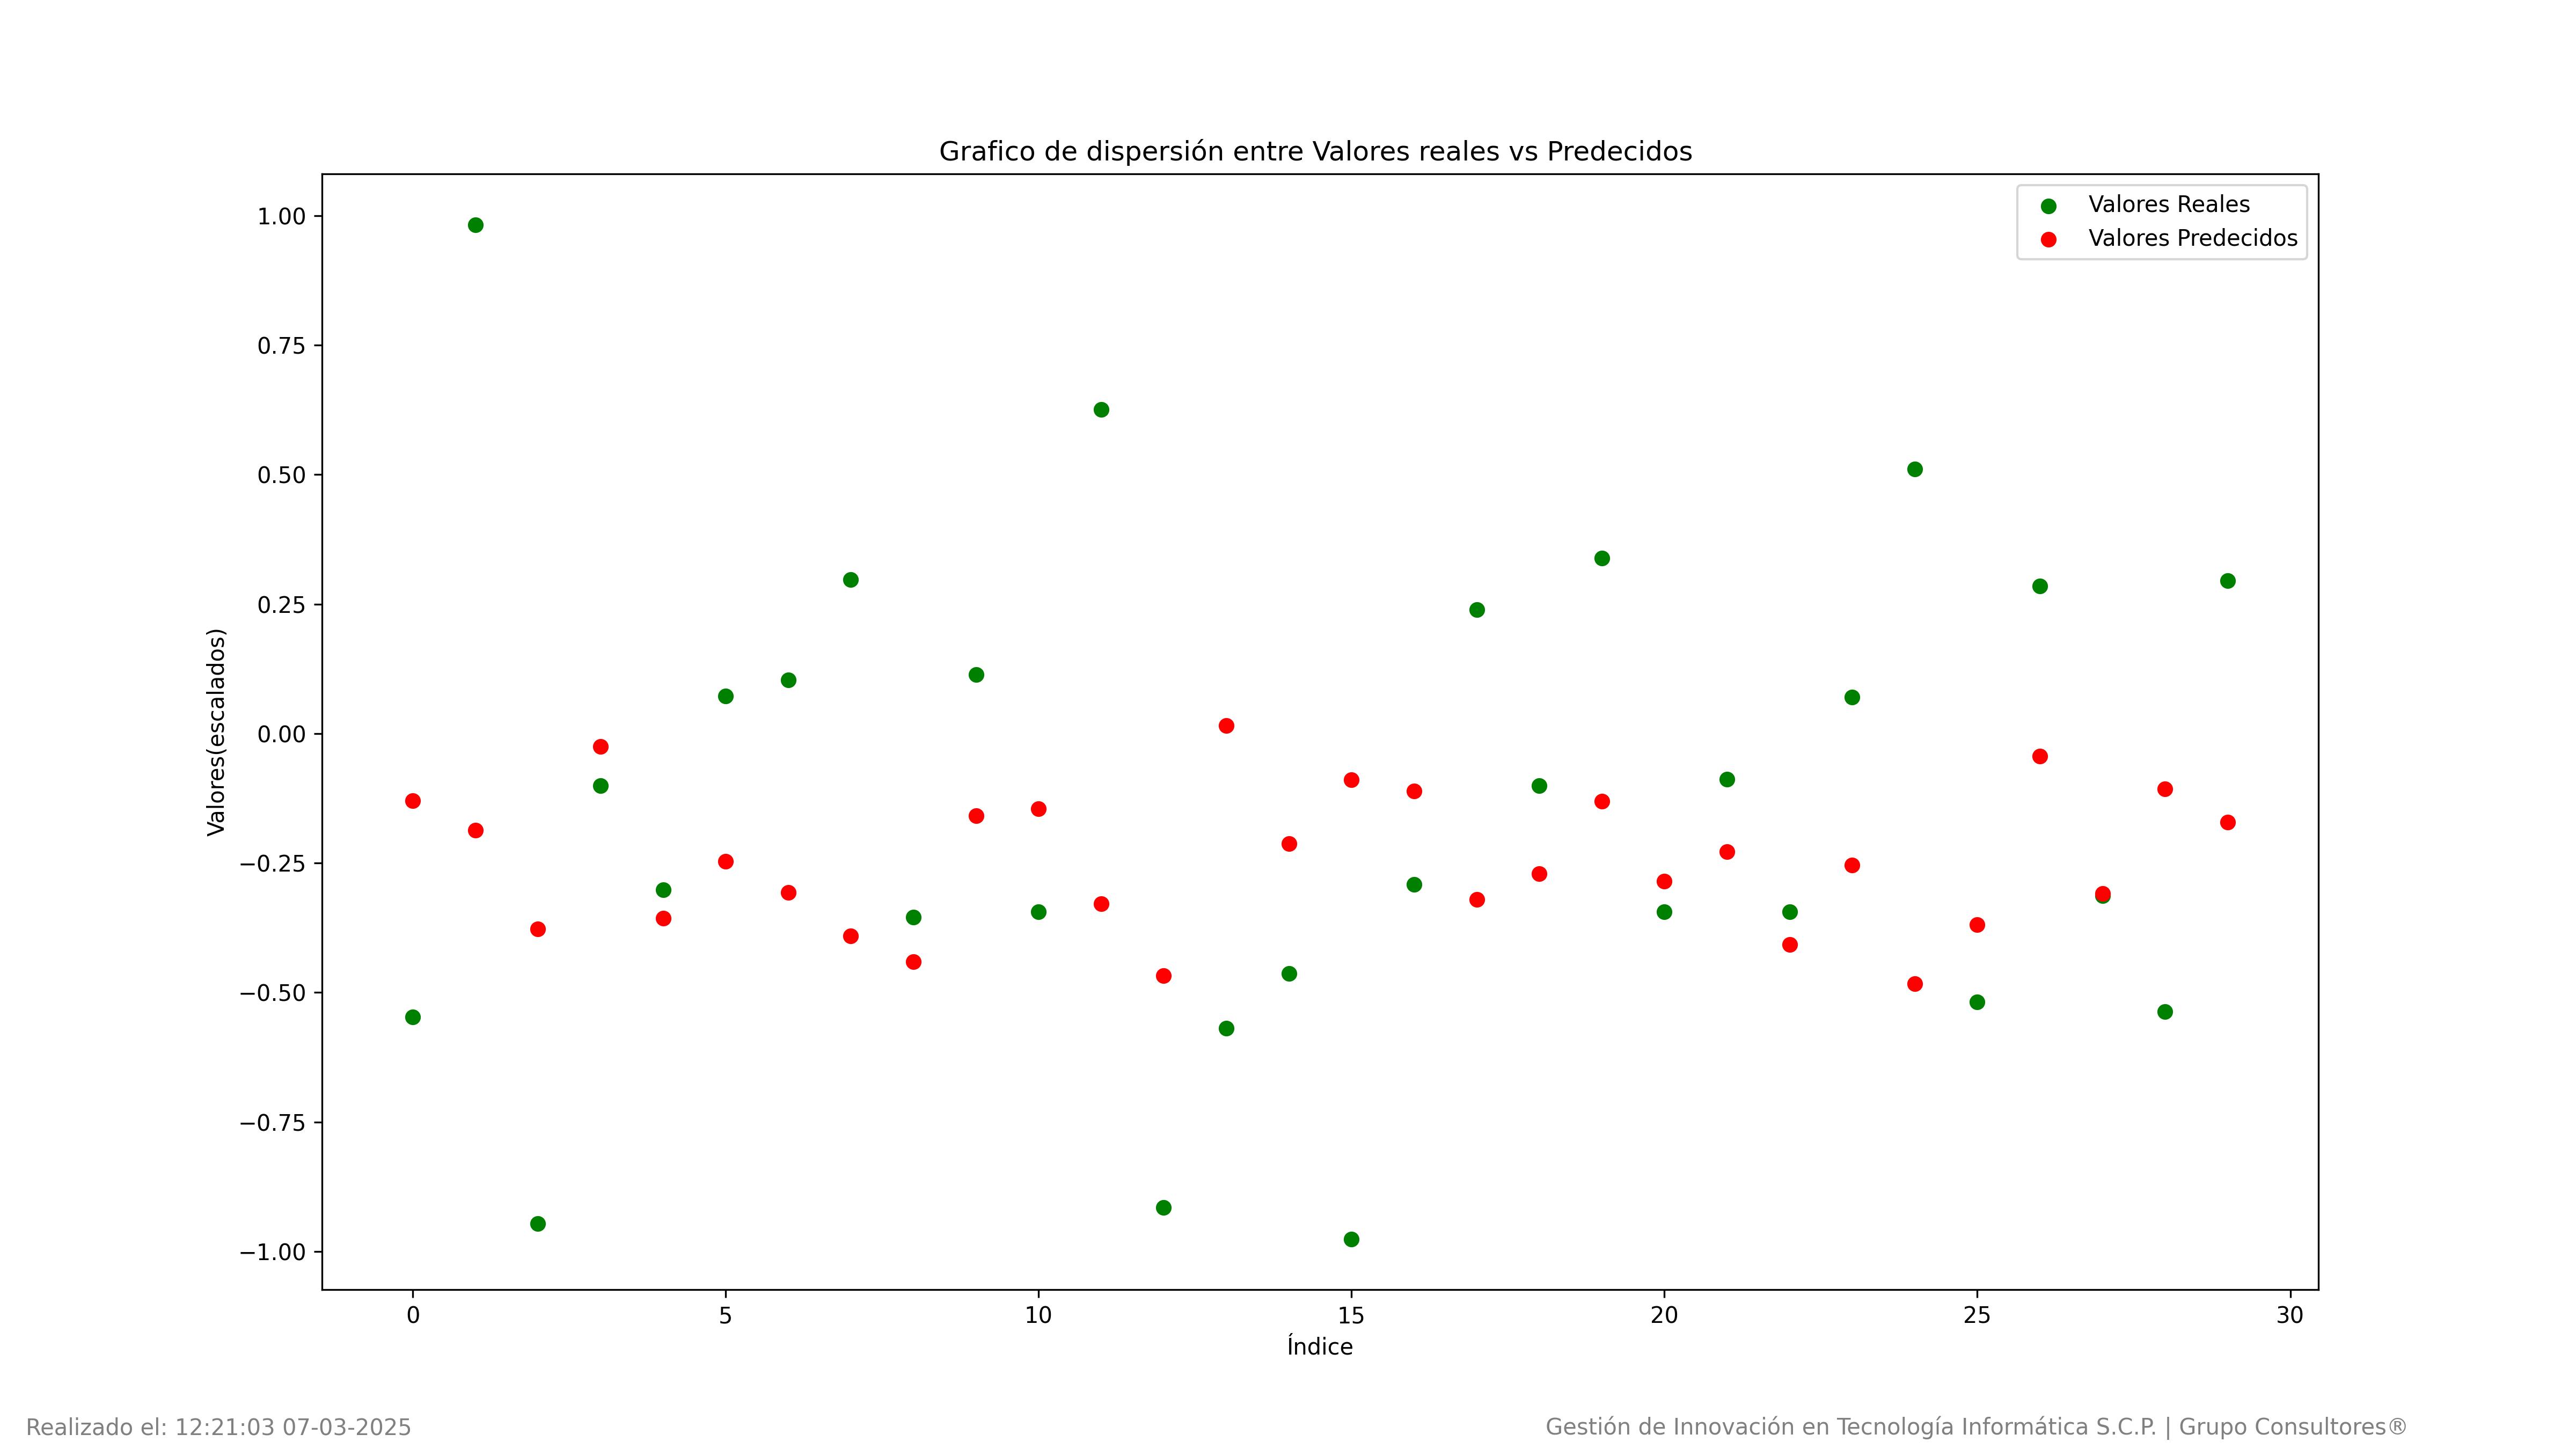 Grafico de dispersión entre Valores reales vs Predecidos
Valores Reales
Valores Predecidos
1.00
0.75
0.50
0.25
0.00
−0.25
−0.50
−0.75
−1.00
Valores(escalados)
0 5 10 15 20 25 30
Índice
Realizado el: 12:21:03 07-03-2025
Gestión de Innovación en Tecnología Informática S.C.P. | Grupo Consultores®